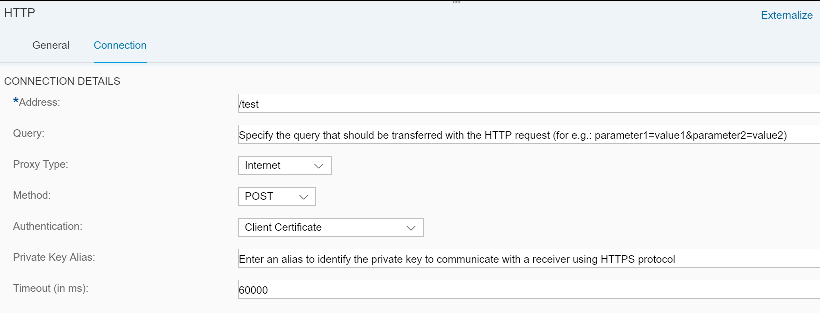 HTTP
Externalize
General Connection
CONNECTION DETAILS
*Address: /test
Query: Specify the query that should be transferred with the HTTP request (for e.g.: parameter1=value1&parameter2=value2)
Proxy Type: Internet
Method: POST
Authentication: Client Certificate
Private Key Alias: Enter an alias to identify the private key to communicate with a receiver using HTTPS protocol
Timeout (in ms): 60000